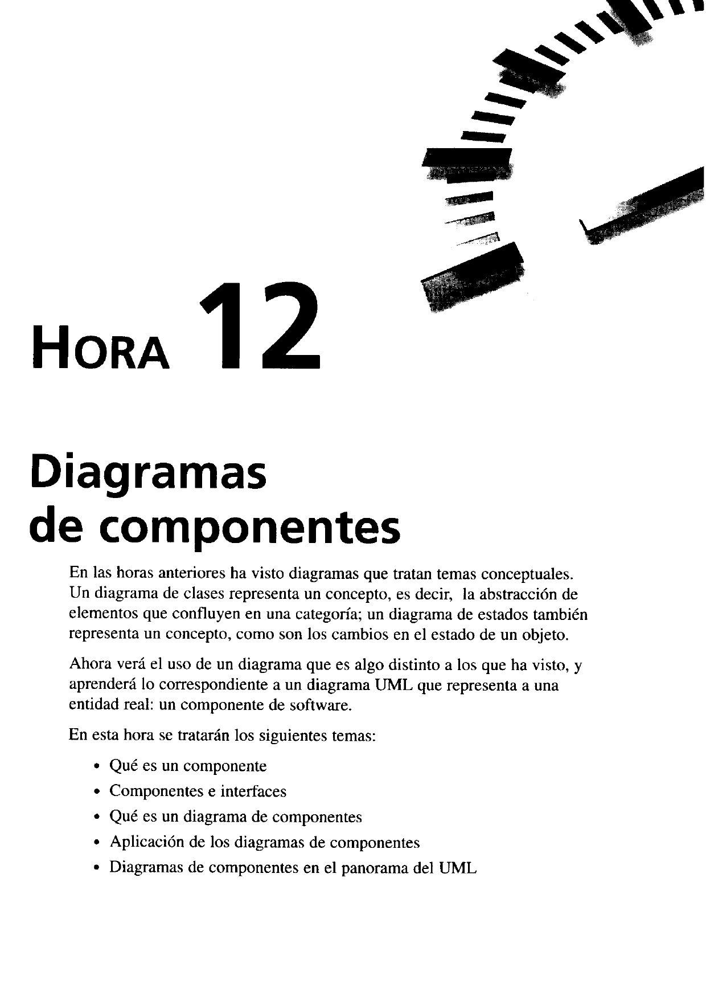 HORA 12
Diagramas
de componentes
En las horas anteriores ha visto diagramas que tratan temas conceptuales.
Un diagrama de clases representa un concepto, es decir, la abstracción de
elementos que confluyen en una categoría; un diagrama de estados también
representa un concepto, como son los cambios en el estado de un objeto.
Ahora verá el uso de un diagrama que es algo distinto a los que ha visto, y
aprenderá lo correspondiente a un diagrama UML que representa a una
entidad real: un componente de software.
En esta hora se tratarán los siguientes temas:
• Qué es un componente
• Componentes e interfaces
• Qué es un diagrama de componentes
• Aplicación de los diagramas de componentes
• Diagramas de componentes en el panorama del UML